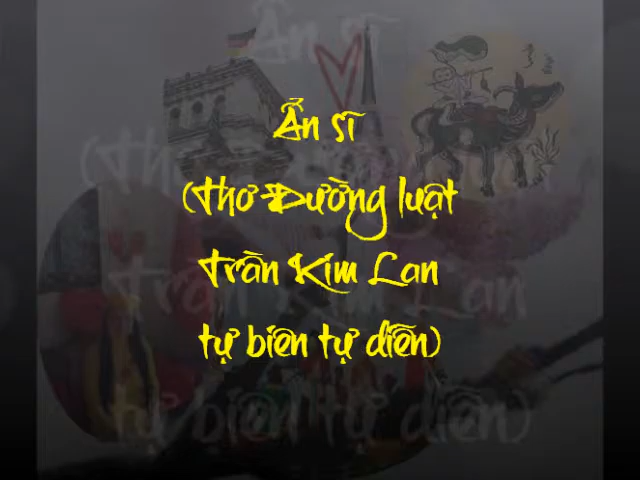 Ẩn sĩ
(Thơ Đường luật
Trần Kim Lan
tự biên tự diễn)